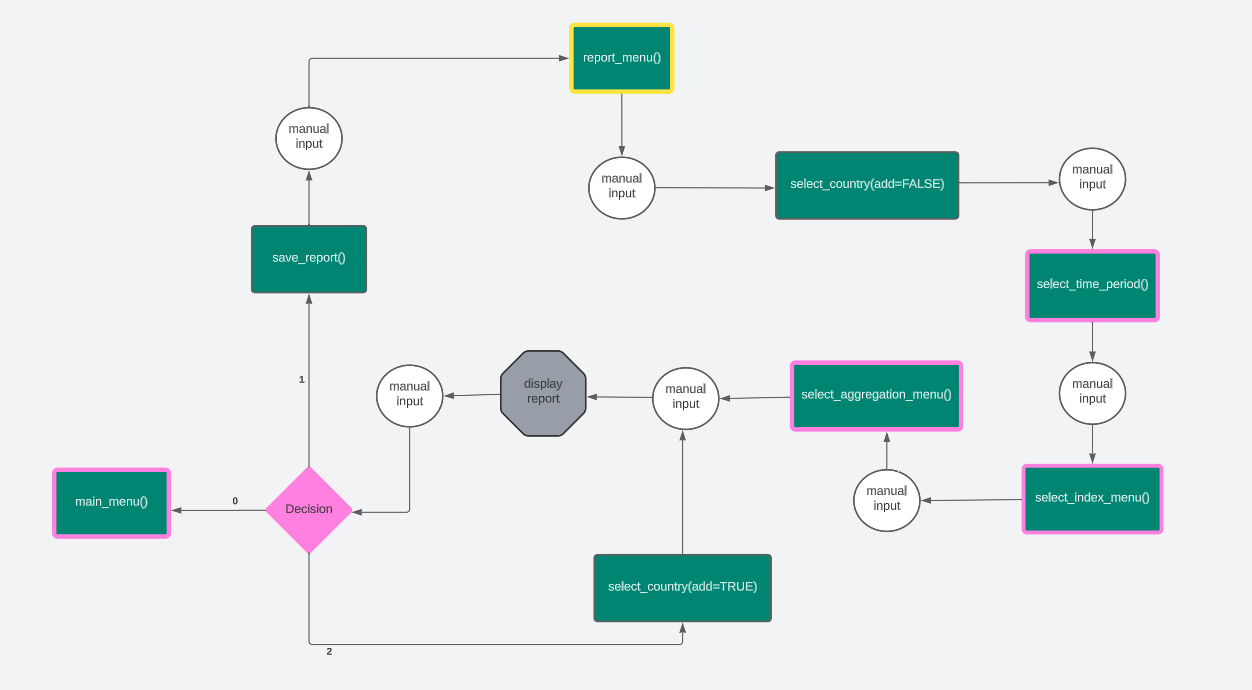 report_menu()
manual
input
manual
input
select_country(add=FALSE)
manual
input
save_report()
select_time_period()
1
manual
input
display
report
manual
input
select_aggregation_menu()
manual
input
main_menu()
0
Decision
manual
input
select_index_menu()
select_country(add=TRUE)
2